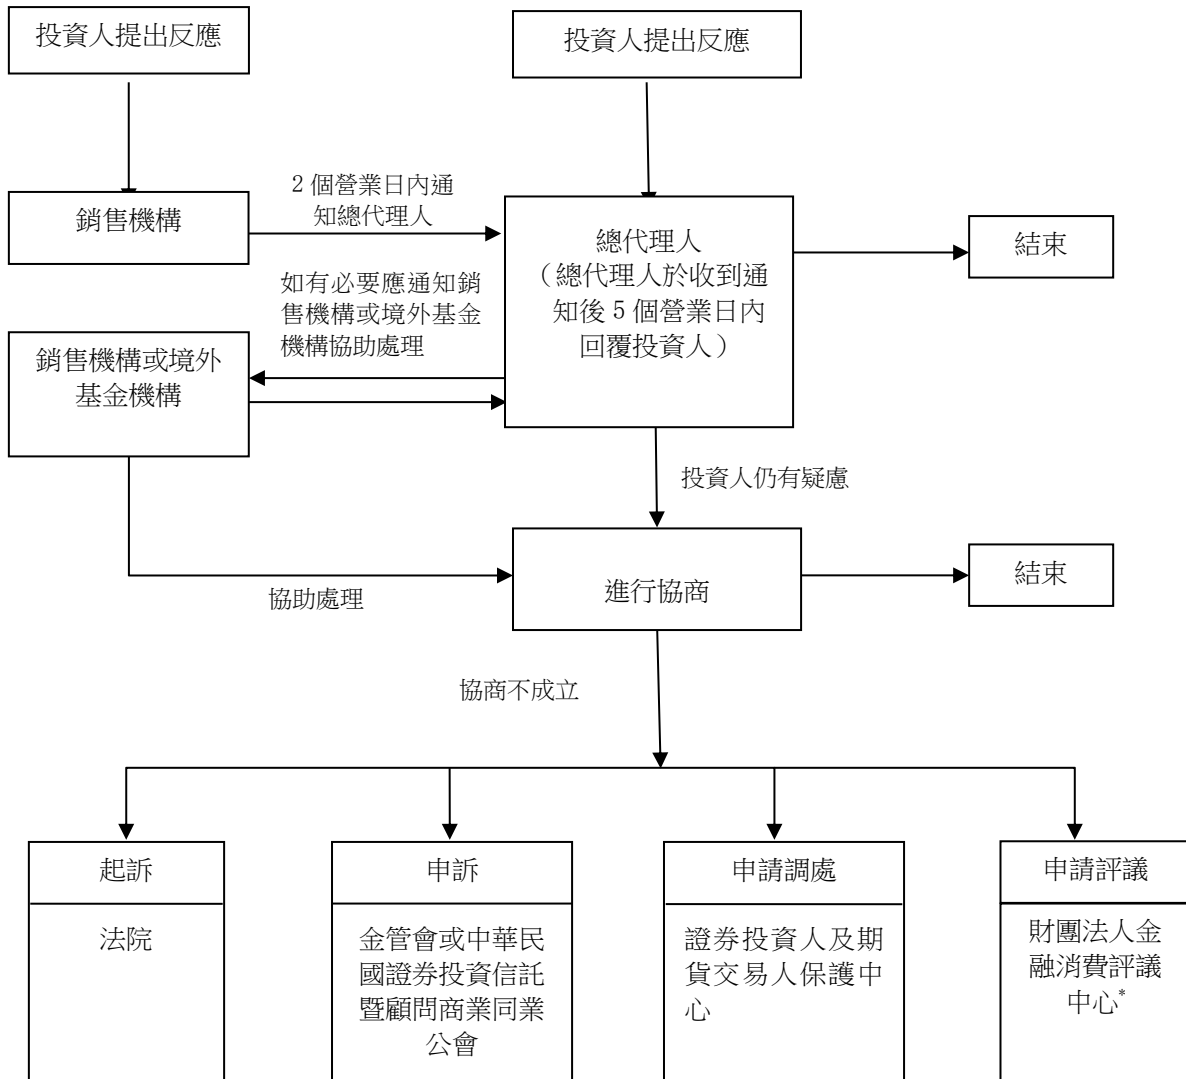 投資人提出反應
投資人提出反應
銷售機構
2 個營業日內通
知總代理人
總代理人
（總代理人於收到通
知後 5 個營業日內
回覆投資人）
結束
如有必要應通知銷
售機構或境外基金
機構協助處理
銷售機構或境外
基金機構
投資人仍有疑慮
協助處理
進行協商
結束
協商不成立
起訴
法院
申訴
金管會或中華民
國證券投資信託
暨顧問商業同業
公會
申請調處
證券投資人及期
貨交易人保護中
心
申請評議
財團法人金
融消費評議
中心*